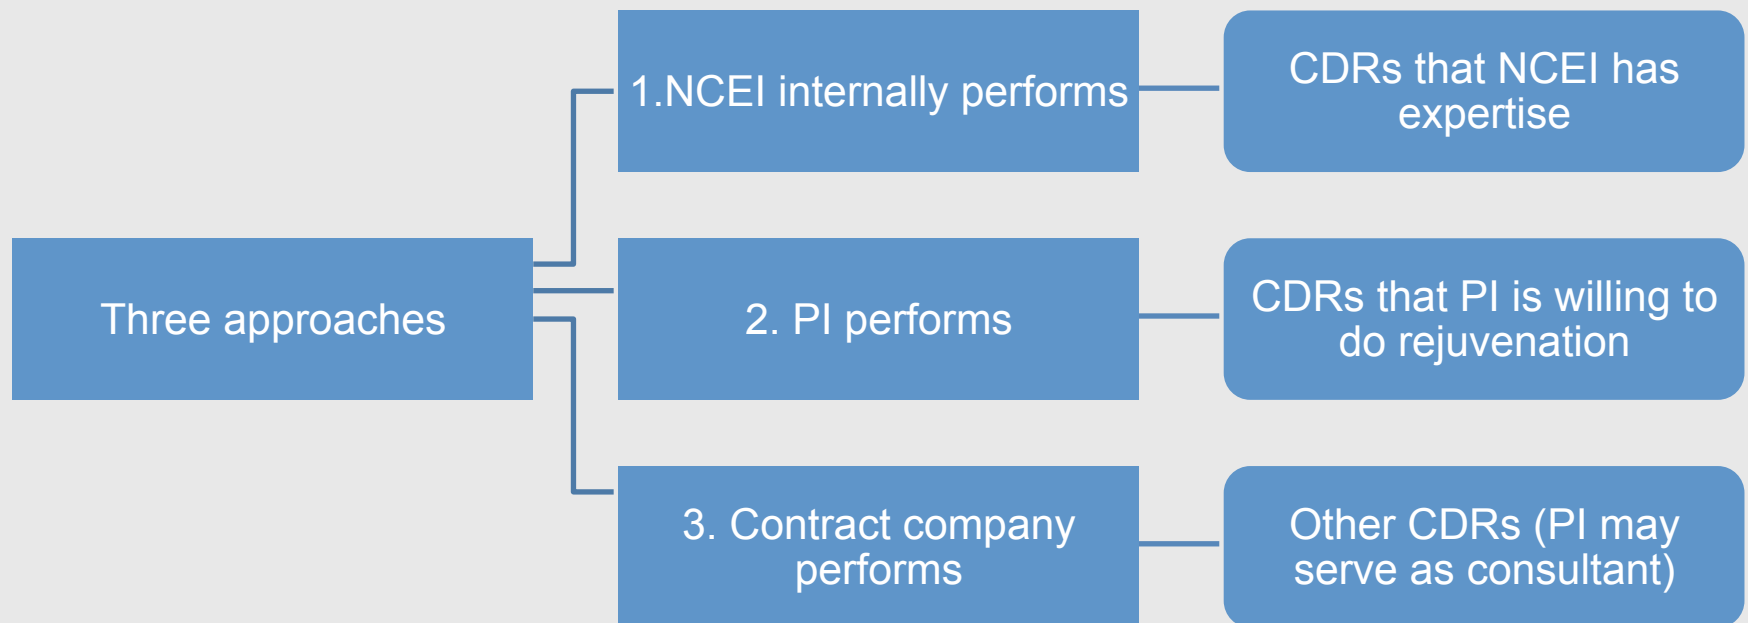 1.NCEI internally performs
CDRs that NCEI has
expertise
Three approaches
2. PI performs
CDRs that PI is willing to
do rejuvenation
3. Contract company
performs
Other CDRs (PI may
serve as consultant)